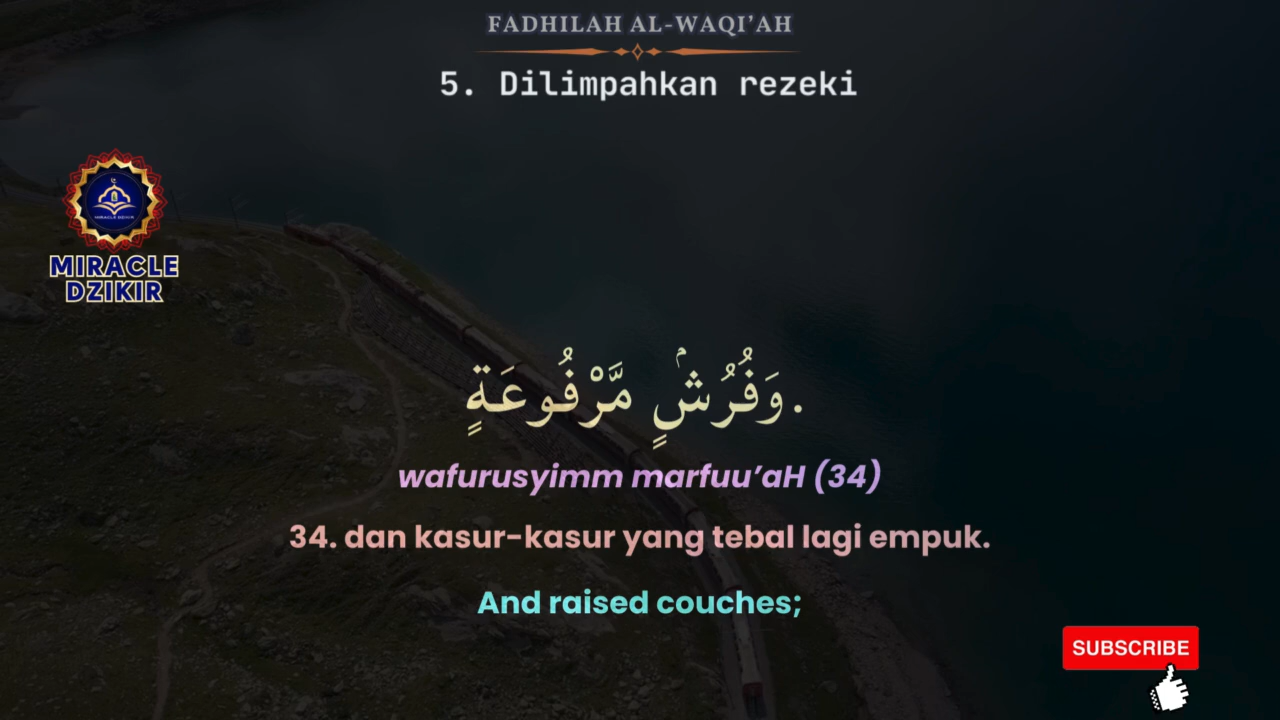 FADHILAH AL-WAQI’AH
5. Dilimpahkan rezeki
MIRACLE
DZIKIR
وَفُرُشٍۢ مَّرْفُوعَةٍ.
wafurusyimm marfuu’aH (34)
34. dan kasur-kasur yang tebal lagi empuk.
And raised couches;
SUBSCRIBE